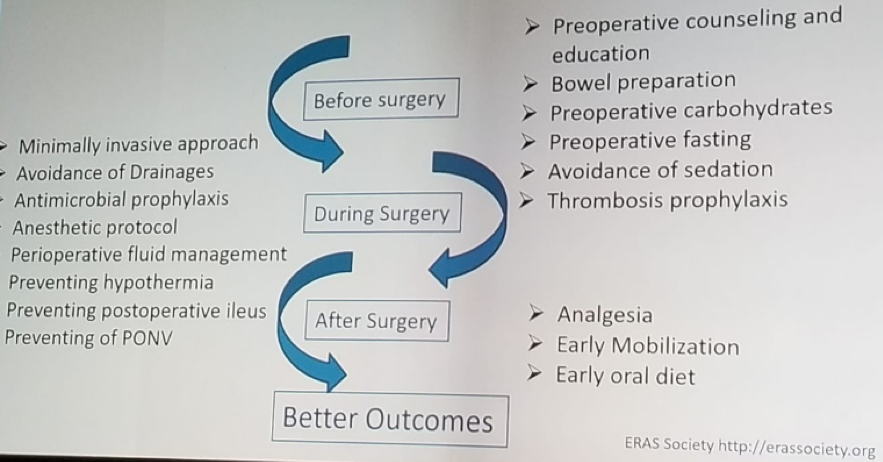 ➢ Preoperative counseling and
education
➢ Bowel preparation
➢ Preoperative carbohydrates
➢ Preoperative fasting
➢ Avoidance of sedation
➢ Thrombosis prophylaxis
Before surgery
Minimally invasive approach
Avoidance of Drainages
Antimicrobial prophylaxis
Anesthetic protocol
Perioperative fluid management
Preventing hypothermia
Preventing postoperative ileus
Preventing of PONV
During Surgery
After Surgery
➢ Analgesia
➢ Early Mobilization
➢ Early oral diet
Better Outcomes
ERAS Society http://erassociety.org